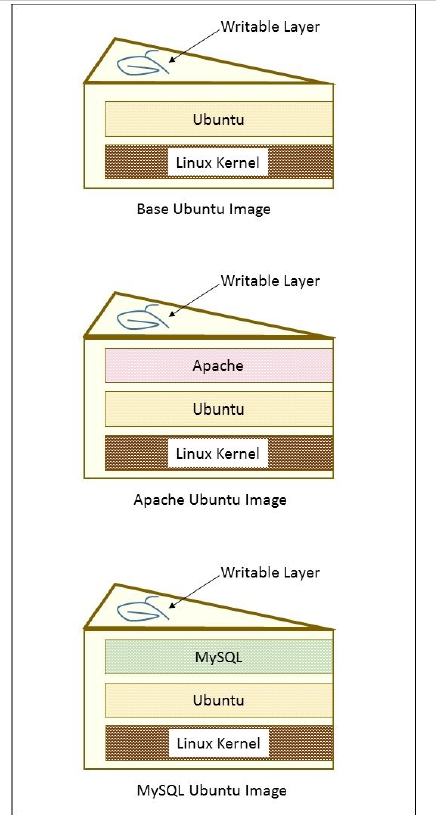 Writable Layer
Ubuntu
Linux Kernel
Base Ubuntu Image
Writable Layer
Apache
Ubuntu
Linux Kernel
Apache Ubuntu Image
Writable Layer
MySQL
Ubuntu
Linux Kernel
MySQL Ubuntu Image